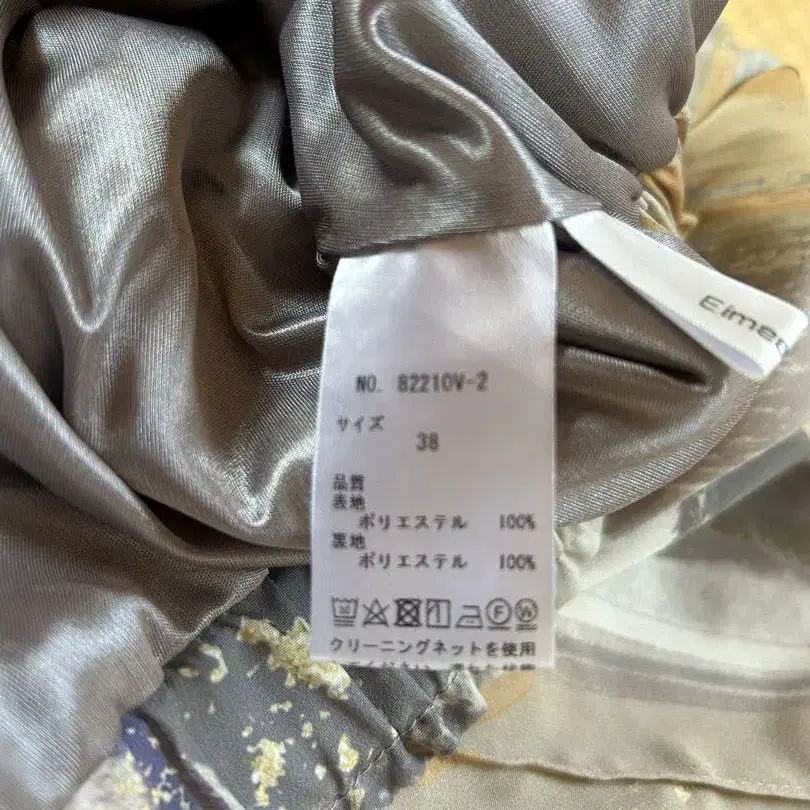 Eime
NO. 82210V-2
サイズ
38
品質
表地
ポリエステル 100%
裏地
ポリエステル 100%
クリーニングネットを使用